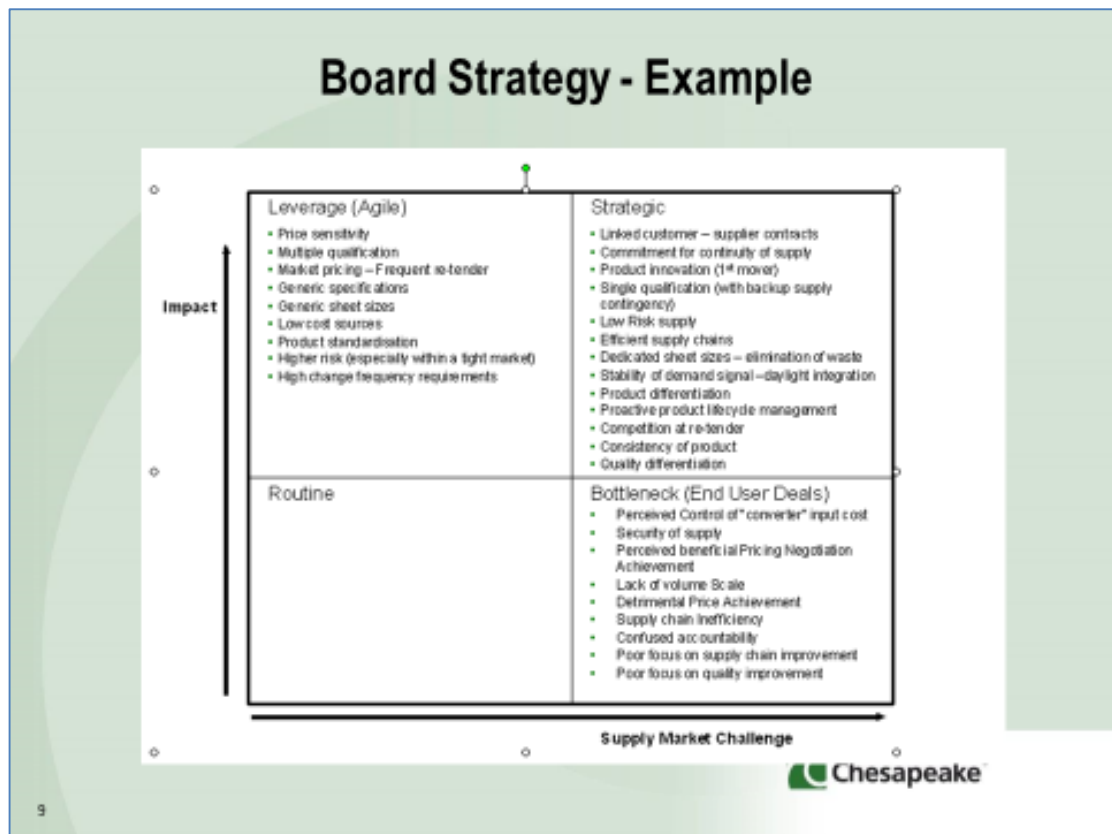 Board Strategy - Example
Impact
Leverage (Agile)
▪ Price sensitivity
▪ Multiple qualification
▪ Market pricing – Frequent re-tender
▪ Generic specifications
▪ Generic sheet sizes
▪ Low cost sources
▪ Product standardisation
▪ Higher risk (especially within a tight market)
▪ High change frequency requirements
Strategic
▪ Linked customer – supplier contracts
▪ Commitment for continuity of supply
▪ Product innovation (1st mover)
▪ Single qualification (with backup supply
contingency)
▪ Low Risk supply
▪ Efficient supply chains
▪ Dedicated sheet sizes – elimination of waste
▪ Stability of demand signal –daylight integration
▪ Product differentiation
▪ Proactive product lifecycle management
▪ Competition at re-tender
▪ Consistency of product
▪ Quality differentiation
Routine
Bottleneck (End User Deals)
▪ Perceived Control of "converter" input cost
▪ Security of supply
▪ Perceived beneficial Pricing Negotiation
Achievement
▪ Lack of volume Scale
▪ Detrimental Price Achievement
▪ Supply chain Inefficiency
▪ Confused accountability
▪ Poor focus on supply chain improvement
▪ Poor focus on quality improvement
Supply Market Challenge
Chesapeake
9